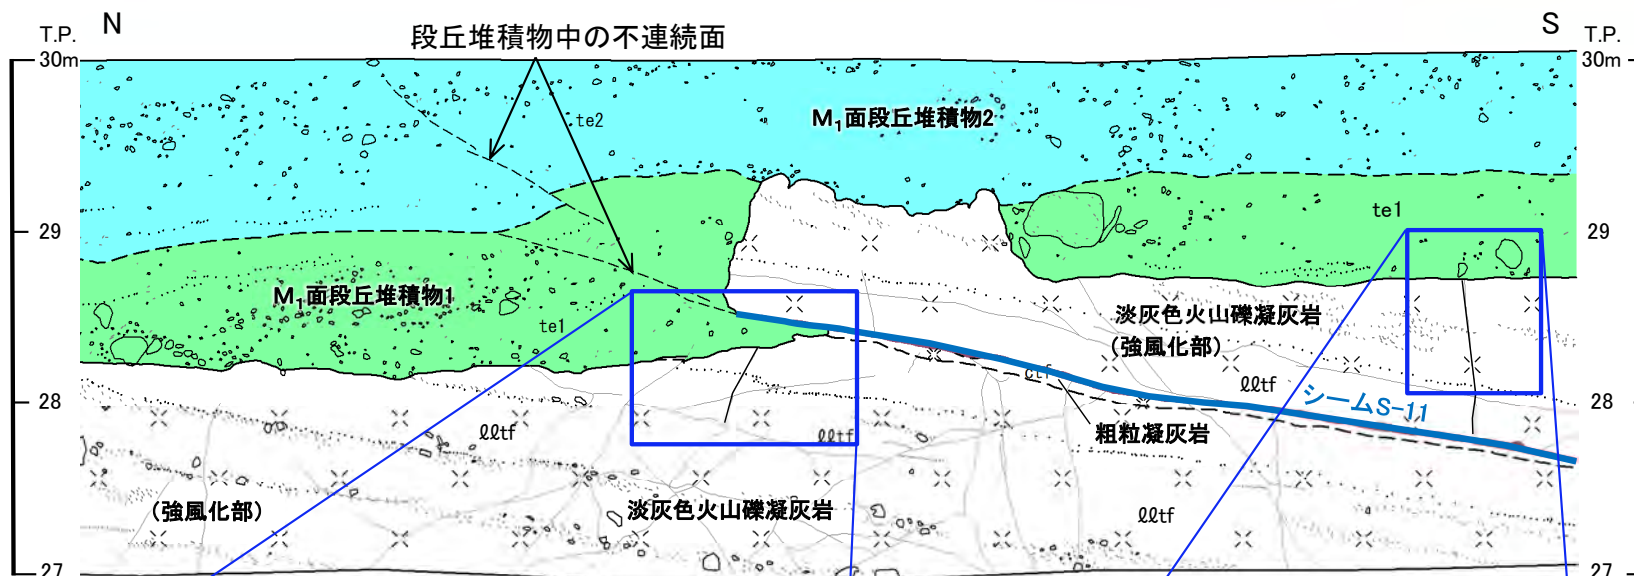 N
S
T.P.
T.P.
段丘堆積物中の不連続面
30m
30m
te2
M₁面段丘堆積物2
te1
29
29
M₁面段丘堆積物1
te1
淡灰色火山礫凝灰岩
(強風化部)
ctf
ℓℓtf
シームS-11
28
28
ℓℓtf
ℓℓtf
粗粒凝灰岩
(強風化部)
淡灰色火山礫凝灰岩
ℓℓtf
27
27